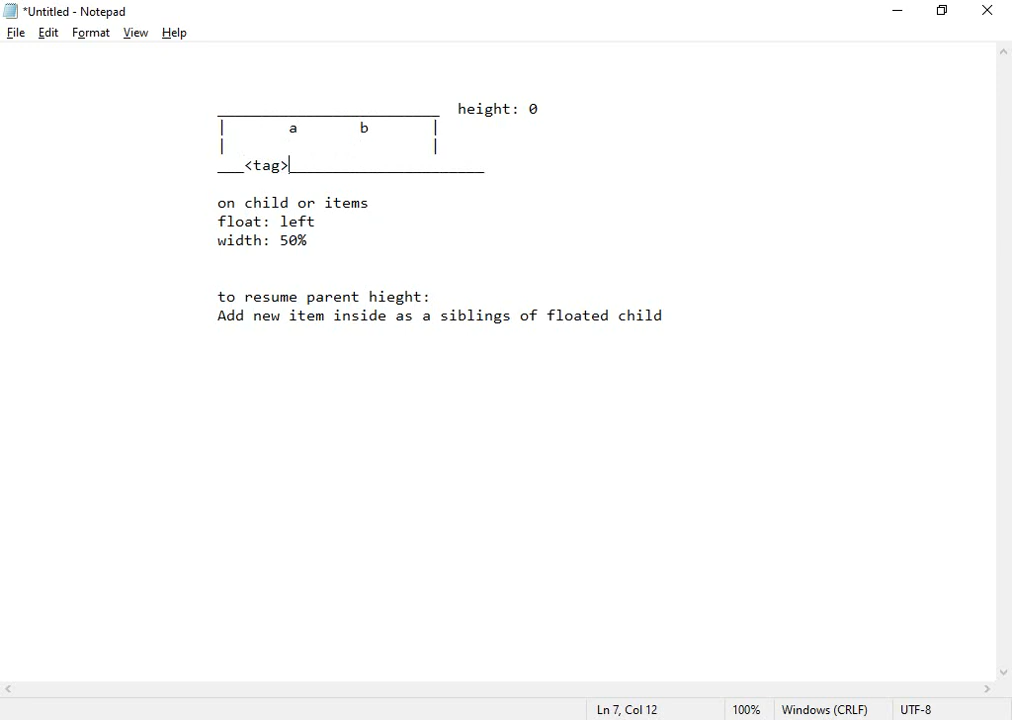 *Untitled - Notepad
File Edit Format View Help
________________________ height: 0
| a b |
| |
___<tag>______________________
on child or items
float: left
width: 50%
to resume parent hieght:
Add new item inside as a siblings of floated child
Ln 7, Col 12 100% Windows (CRLF) UTF-8